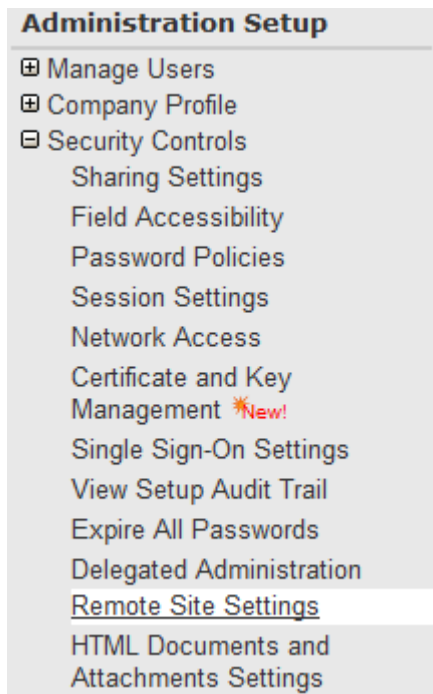 Administration Setup
Manage Users
Company Profile
Security Controls
Sharing Settings
Field Accessibility
Password Policies
Session Settings
Network Access
Certificate and Key
Management New!
Single Sign-On Settings
View Setup Audit Trail
Expire All Passwords
Delegated Administration
Remote Site Settings
HTML Documents and
Attachments Settings